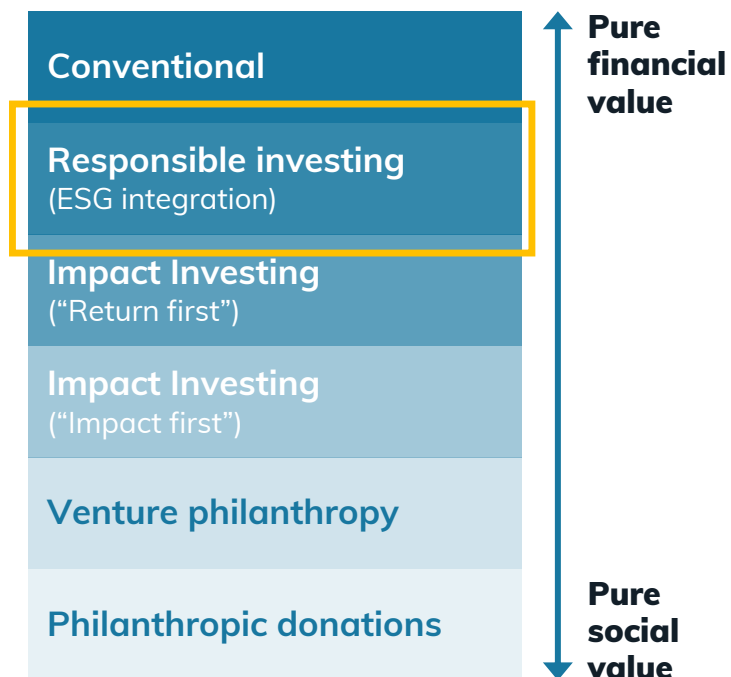 Conventional
Pure
financial
value
Responsible investing
(ESG integration)
Impact Investing
(“Return first”)
Impact Investing
(“Impact first”)
Venture philanthropy
Philanthropic donations
Pure
social
value